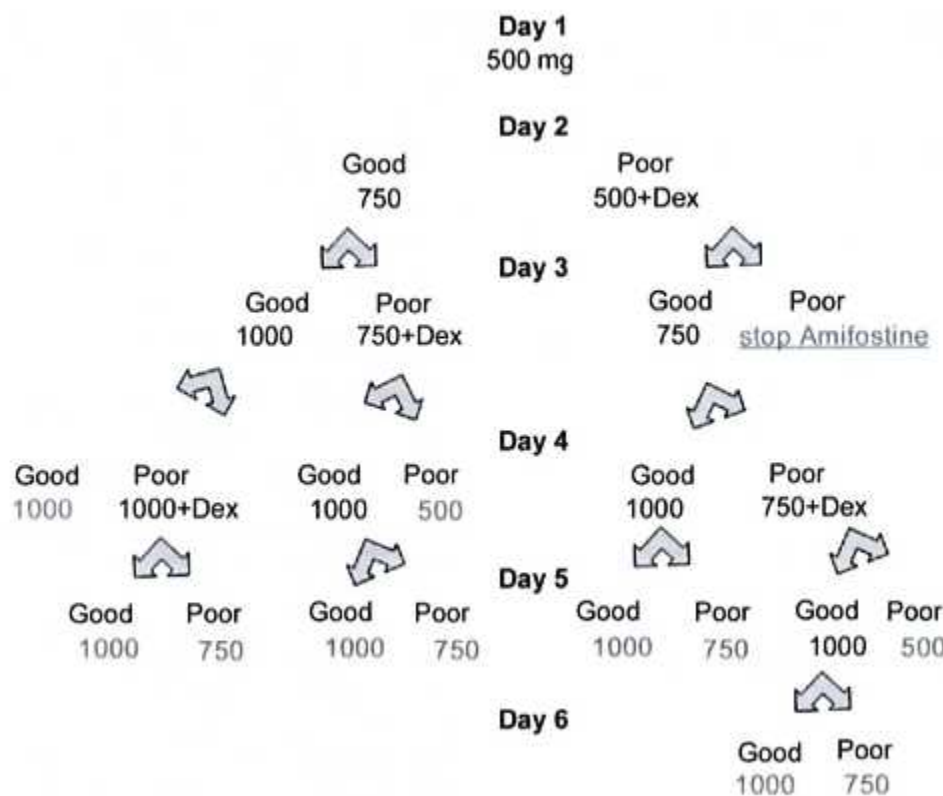 Day 1
500 mg
Day 2
Good Poor
750 500+Dex
Day 3
Good Poor Good Poor
1000 750+Dex 750 stop Amifostine
Day 4
Good Poor Good Poor Good Poor
1000 1000+Dex 1000 500 1000 750+Dex
Day 5
Good Poor Good Poor Good Poor Good Poor
1000 750 1000 750 1000 750 1000 500
Day 6
Good Poor
1000 750